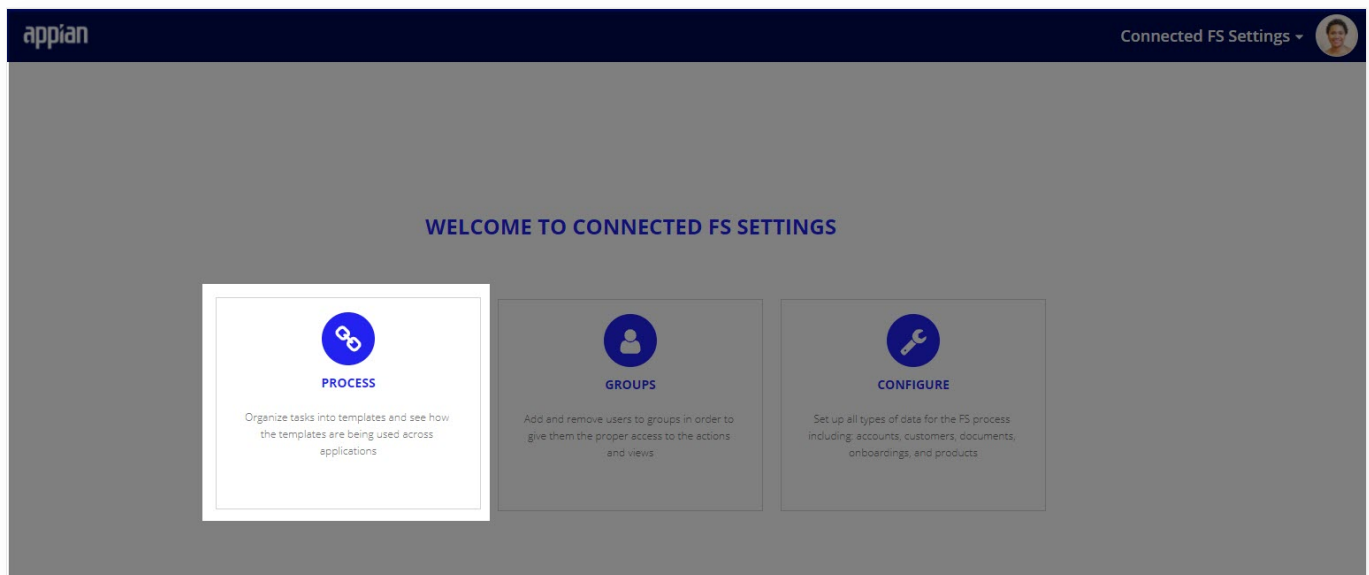 appian
Connected FS Settings
WELCOME TO CONNECTED FS SETTINGS
PROCESS
Organize tasks into templates and see how
the templates are being used across
applications
GROUPS
Add and remove users to groups in order to
give them the proper access to the actions
and views
CONFIGURE
Set up all types of data for the FS process
including: accounts, customers, documents,
onboardings, and products